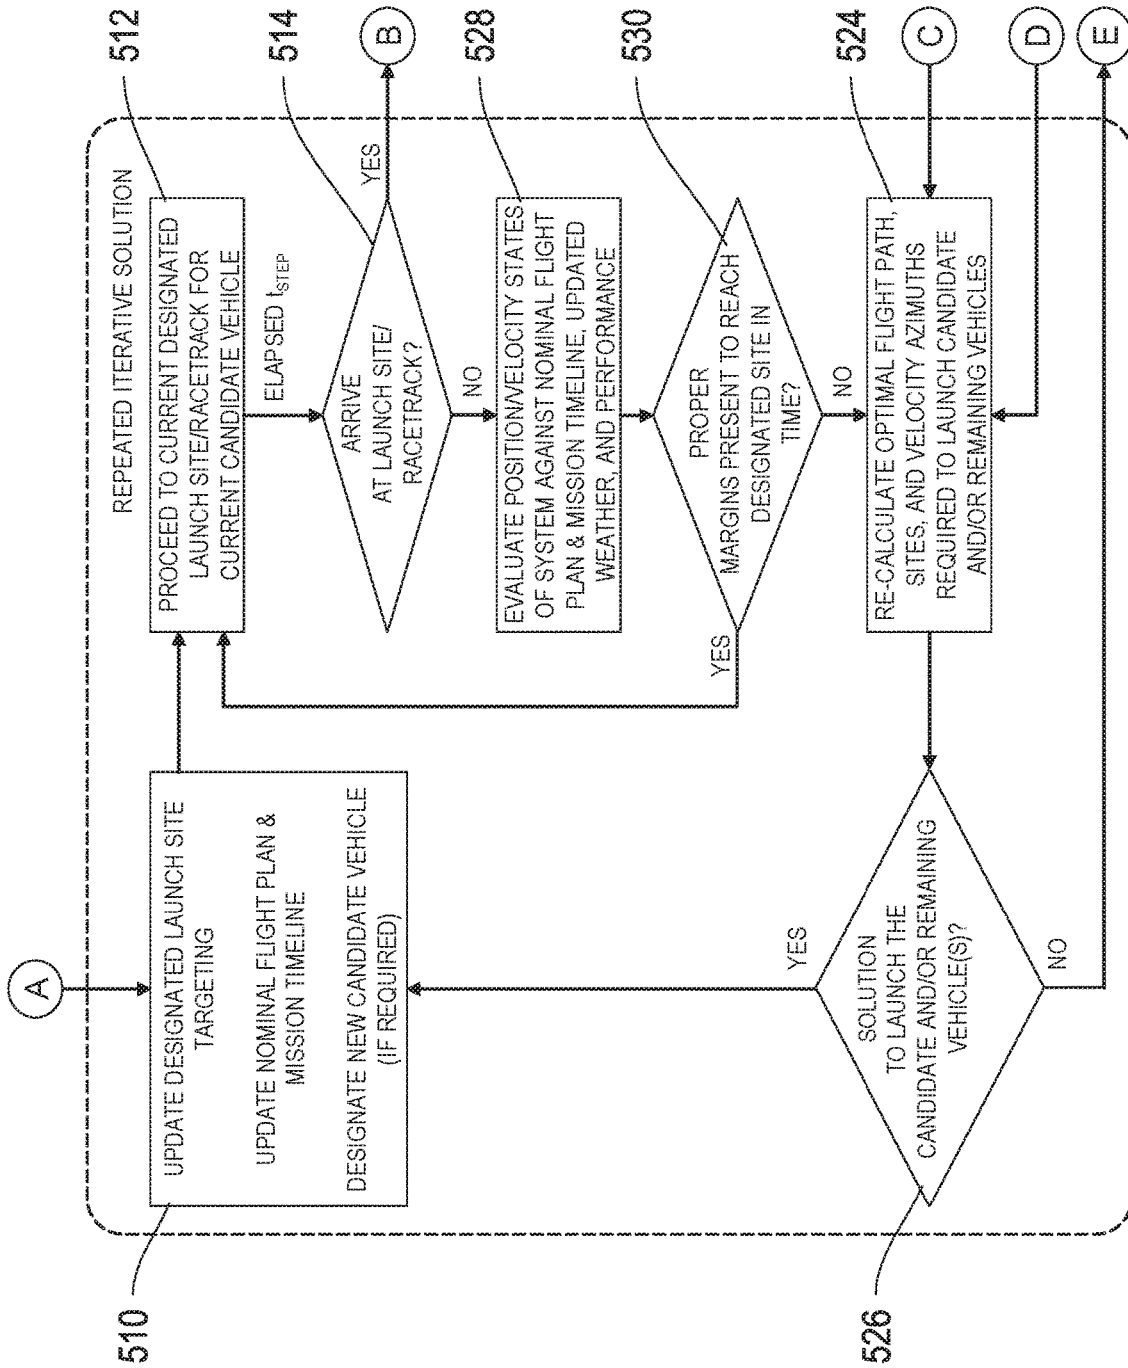 A
510
UPDATE DESIGNATED LAUNCH SITE
TARGETING
UPDATE NOMINAL FLIGHT PLAN &
MISSION TIMELINE
DESIGNATE NEW CANDIDATE VEHICLE
(IF REQUIRED)
REPEATED ITERATIVE SOLUTION
512
PROCEED TO CURRENT DESIGNATED
LAUNCH SITE/RACETRACK FOR
CURRENT CANDIDATE VEHICLE
ELAPSED tSTEP
514
ARRIVE
AT LAUNCH SITE/
RACETRACK?
YES
B
NO
528
EVALUATE POSITION/VELOCITY STATES
OF SYSTEM AGAINST NOMINAL FLIGHT
PLAN & MISSION TIMELINE, UPDATED
WEATHER, AND PERFORMANCE
530
PROPER
MARGINS PRESENT TO REACH
DESIGNATED SITE IN
TIME?
YES
NO
524
RE-CALCULATE OPTIMAL FLIGHT PATH,
SITES, AND VELOCITY AZIMUTHS
REQUIRED TO LAUNCH CANDIDATE
AND/OR REMAINING VEHICLES
C
D
526
SOLUTION
TO LAUNCH THE
CANDIDATE AND/OR REMAINING
VEHICLE(S)?
YES
NO
E